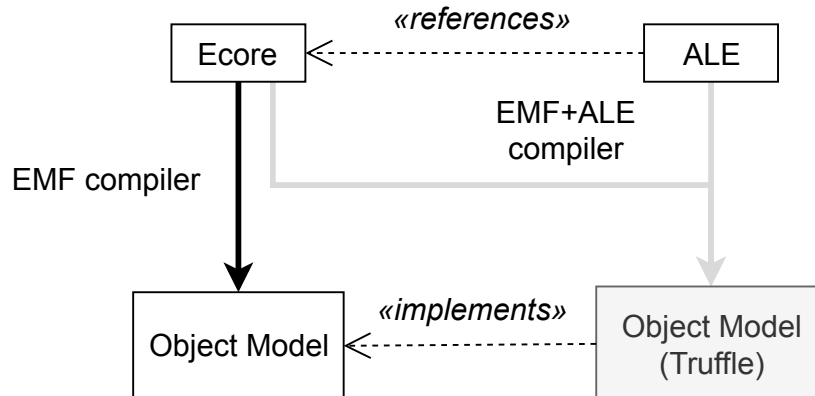 «references»
Ecore
ALE
EMF+ALE
compiler
EMF compiler
«implements»
Object Model
Object Model
(Truffle)